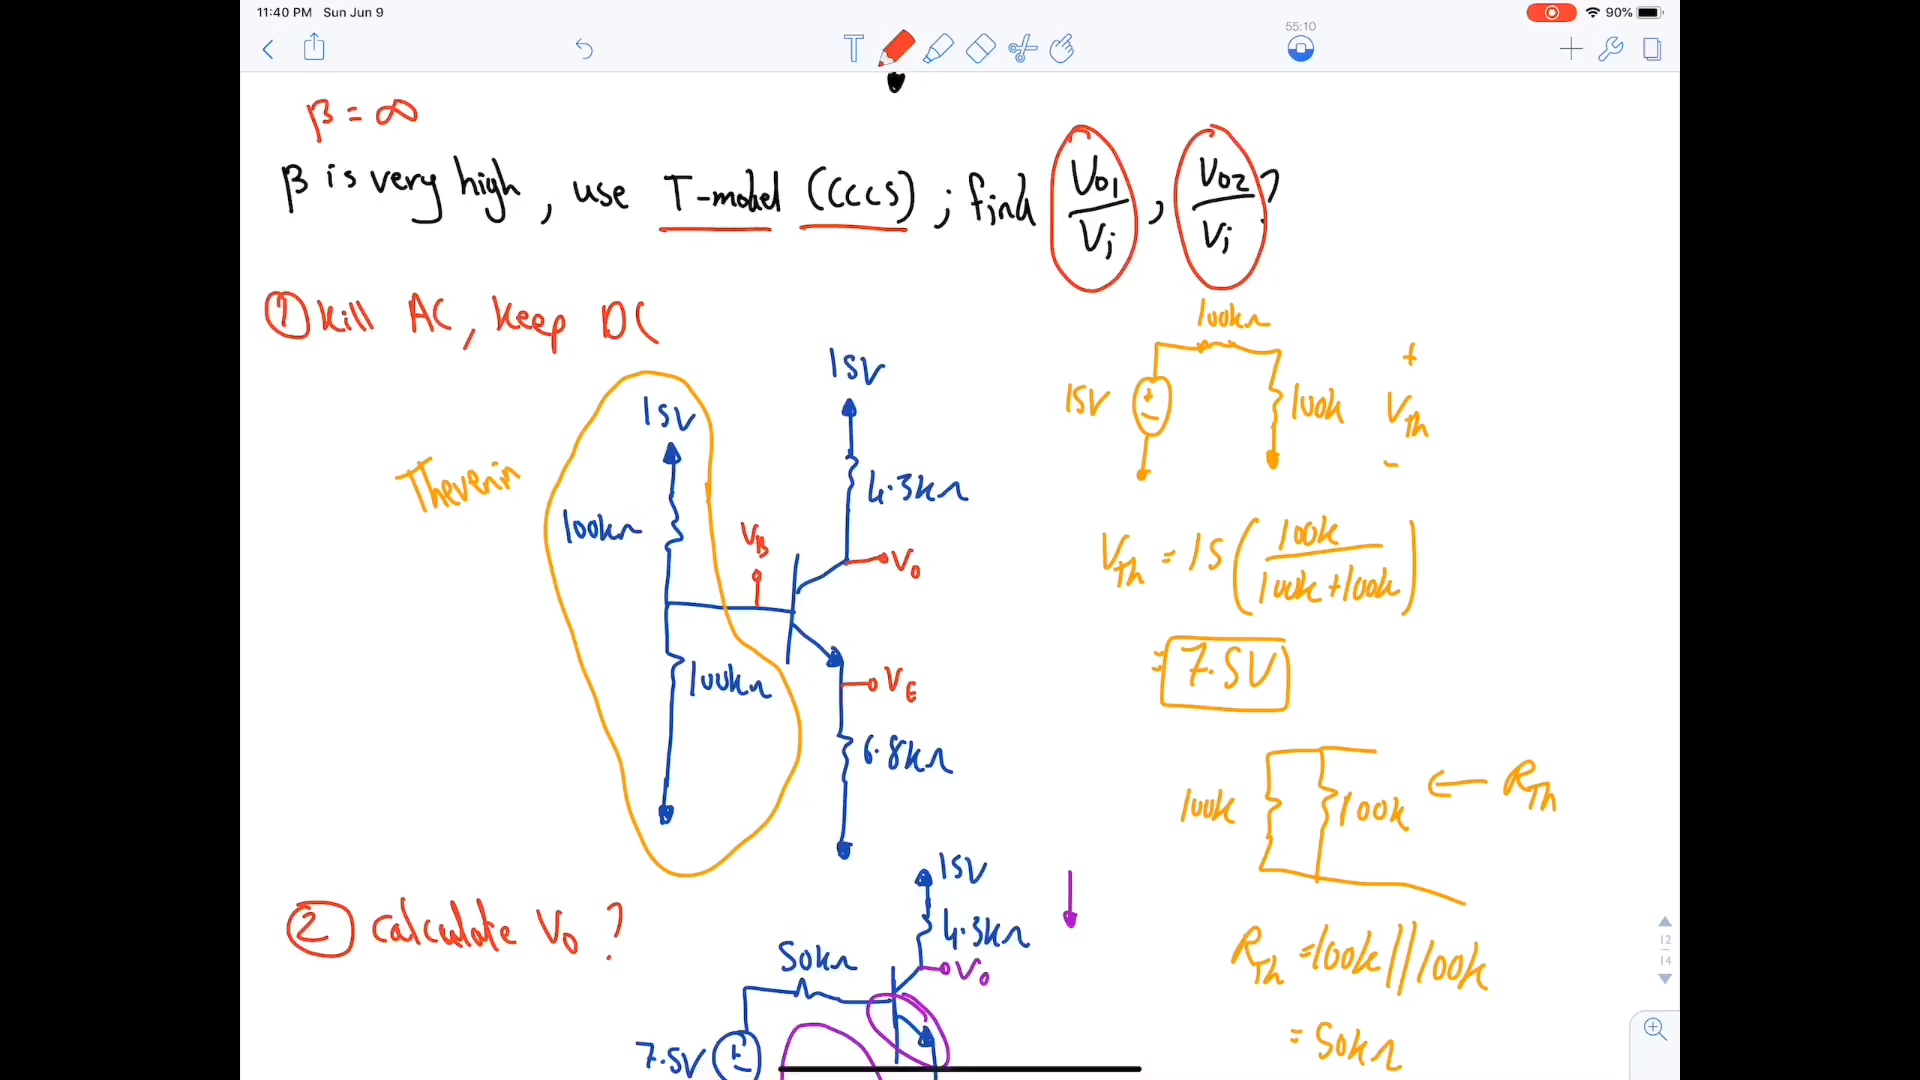 11:40 PM Sun Jun 9
90%
55:10
T
β = ∞
β is very high, use T-model (CCCS); find Vo1/Vi, Vo2/Vi?
① Kill AC, Keep DC
Thevenin
15V
100kΩ
100kΩ
VB
15V
4.3kΩ
Vo
VE
6.8kΩ
100kΩ
15V
+
-
100k
+
VTh
-
VTh = 15 (100k / (100k + 100k))
= 7.5V
100k
100k
← RTh
RTh = 100k || 100k
= 50kΩ
② Calculate Vo ?
15V
4.3kΩ
Vo
50kΩ
7.5V
+
-
12
14